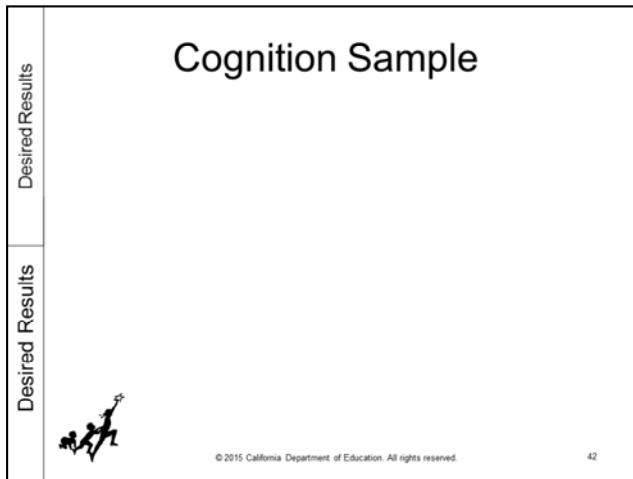 Cognition Sample
Desired Results
Desired Results
© 2015 California Department of Education. All rights reserved.
42